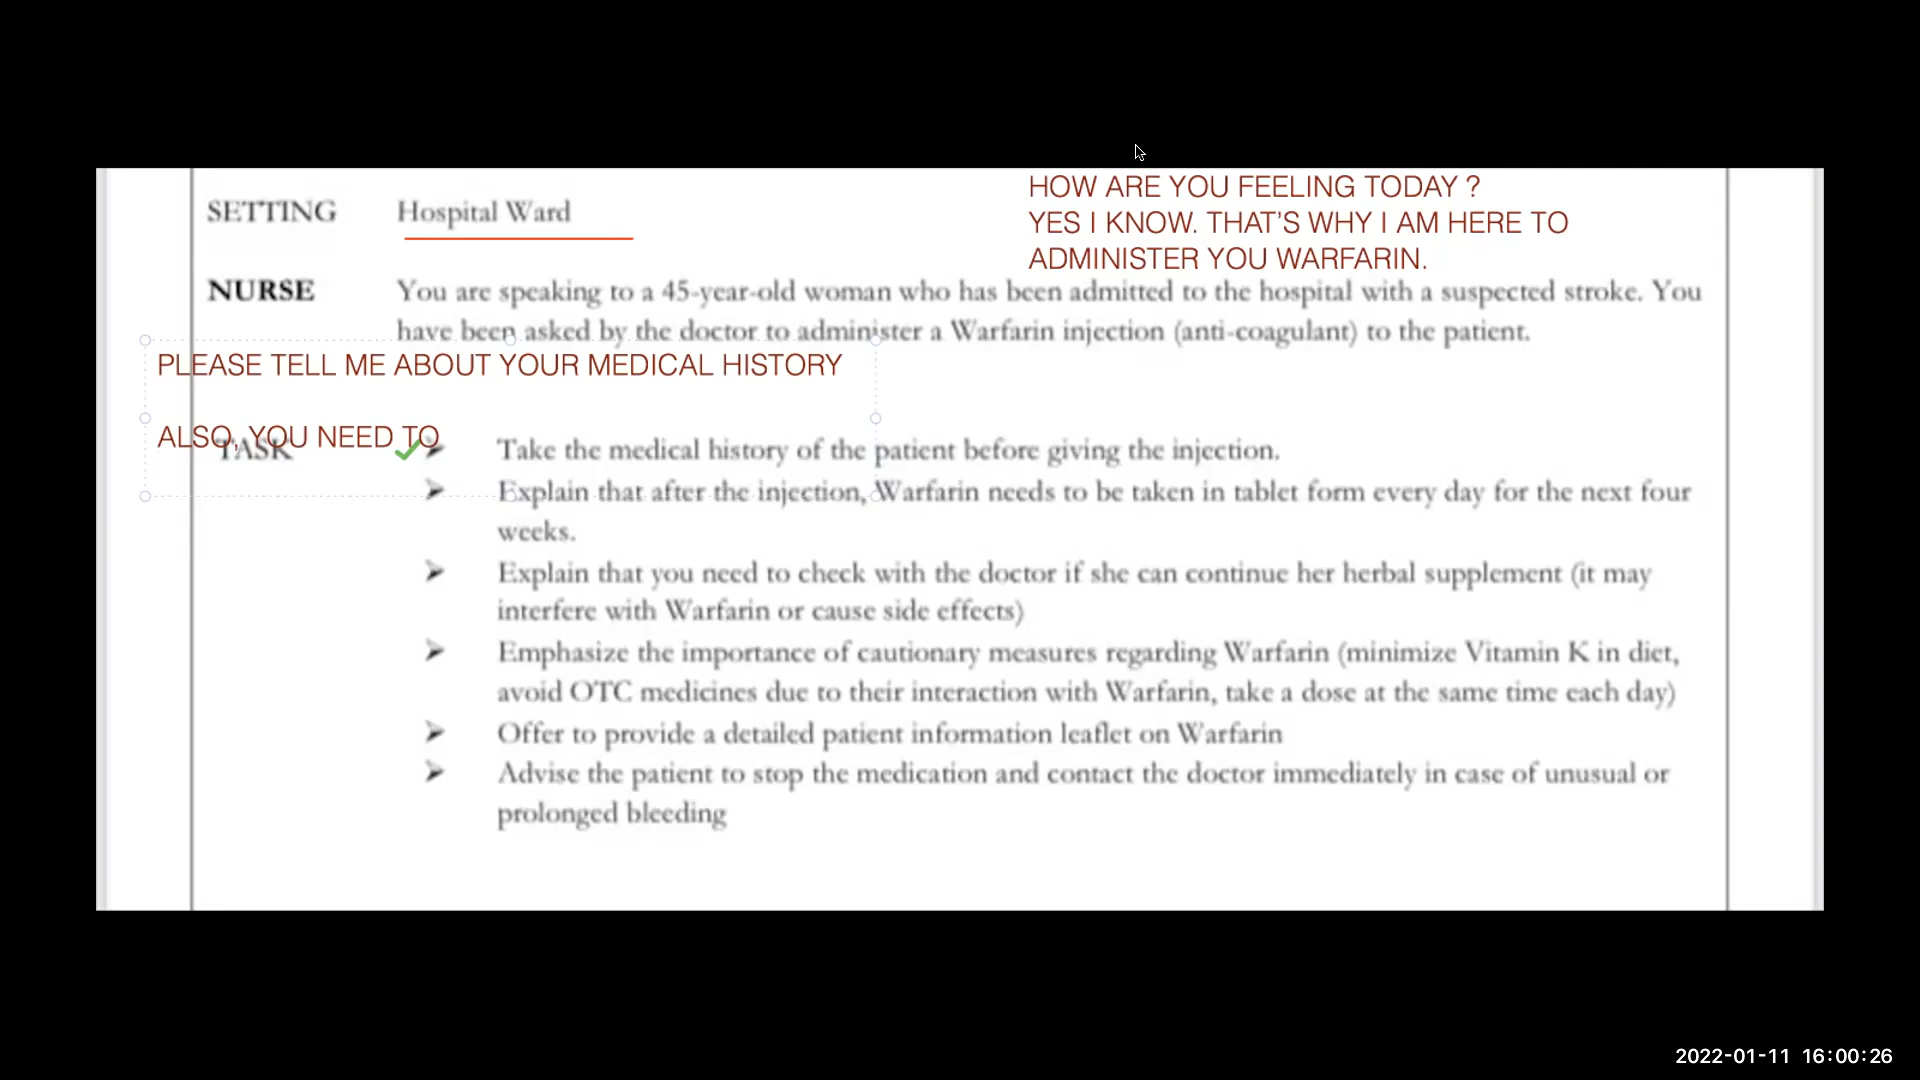 HOW ARE YOU FEELING TODAY ?
YES I KNOW. THAT'S WHY I AM HERE TO
ADMINISTER YOU WARFARIN.
SETTING Hospital Ward
NURSE You are speaking to a 45-year-old woman who has been admitted to the hospital with a suspected stroke. You
have been asked by the doctor to administer a Warfarin injection (anti-coagulant) to the patient.
PLEASE TELL ME ABOUT YOUR MEDICAL HISTORY
ALSO, YOU NEED TO
TASK ➤ Take the medical history of the patient before giving the injection.
➤ Explain that after the injection, Warfarin needs to be taken in tablet form every day for the next four
weeks.
➤ Explain that you need to check with the doctor if she can continue her herbal supplement (it may
interfere with Warfarin or cause side effects)
➤ Emphasize the importance of cautionary measures regarding Warfarin (minimize Vitamin K in diet,
avoid OTC medicines due to their interaction with Warfarin, take a dose at the same time each day)
➤ Offer to provide a detailed patient information leaflet on Warfarin
➤ Advise the patient to stop the medication and contact the doctor immediately in case of unusual or
prolonged bleeding
2022-01-11 16:00:26